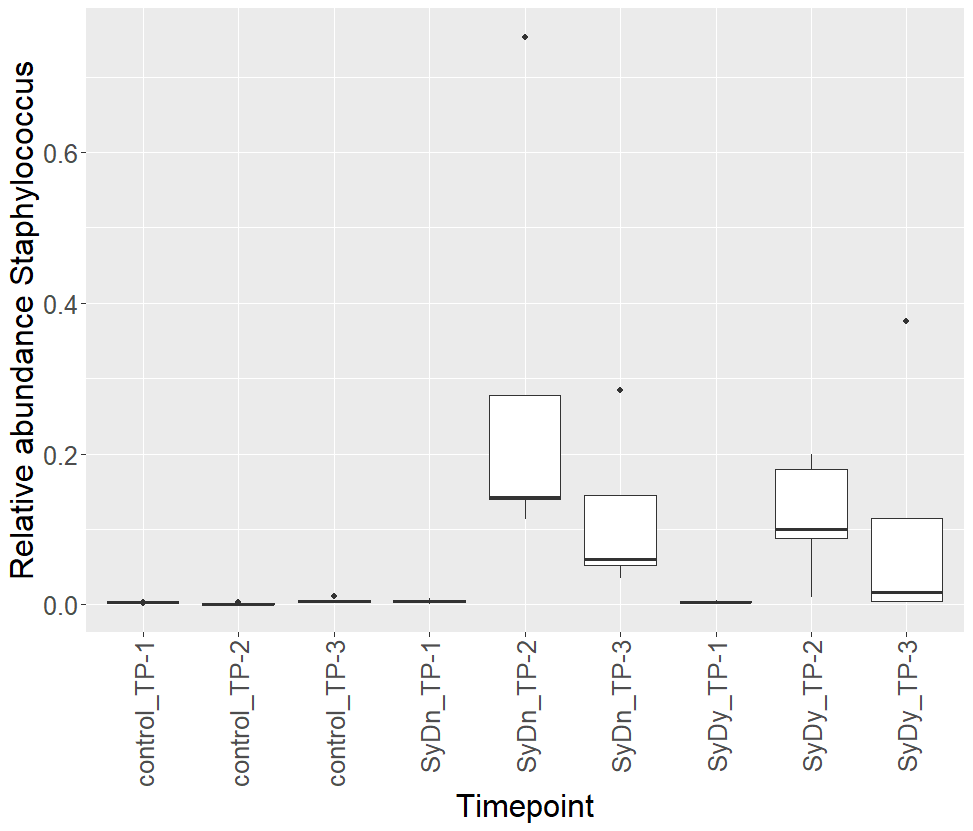 Relative abundance Staphylococcus
0.6
0.4
0.2
0.0
control_TP-1
control_TP-2
control_TP-3
SyDn_TP-1
SyDn_TP-2
SyDn_TP-3
SyDy_TP-1
SyDy_TP-2
SyDy_TP-3
Timepoint